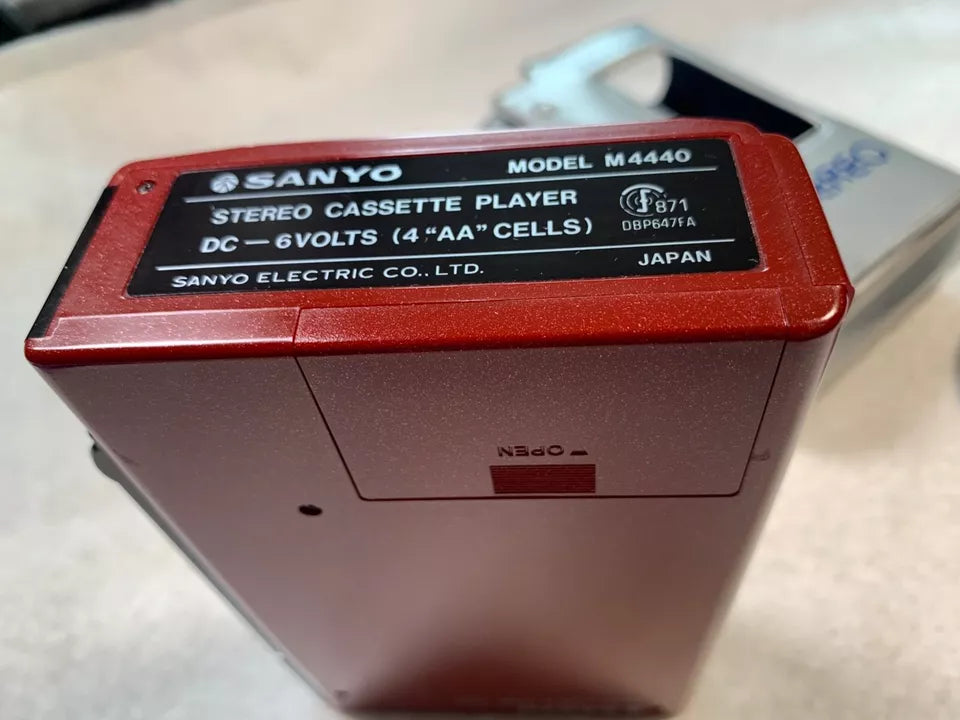 SANYO MODEL M4440
STEREO CASSETTE PLAYER
DC — 6VOLTS (4 "AA" CELLS)
871
DBP647FA
SANYO ELECTRIC CO., LTD. JAPAN
▼OPEN